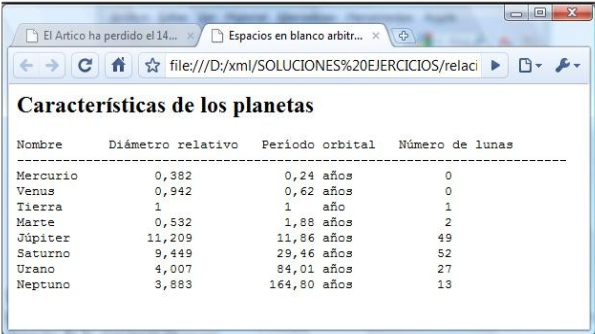 El Artico ha perdido el 14... Espacios en blanco arbitr...
file:///D:/xml/SOLUCIONES%20EJERCICIOS/relaci
Características de los planetas
Nombre Diámetro relativo Período orbital Número de lunas
--------------------------------------------------------------------------
Mercurio 0,382 0,24 años 0
Venus 0,942 0,62 años 0
Tierra 1 1 año 1
Marte 0,532 1,88 años 2
Júpiter 11,209 11,86 años 49
Saturno 9,449 29,46 años 52
Urano 4,007 84,01 años 27
Neptuno 3,883 164,80 años 13